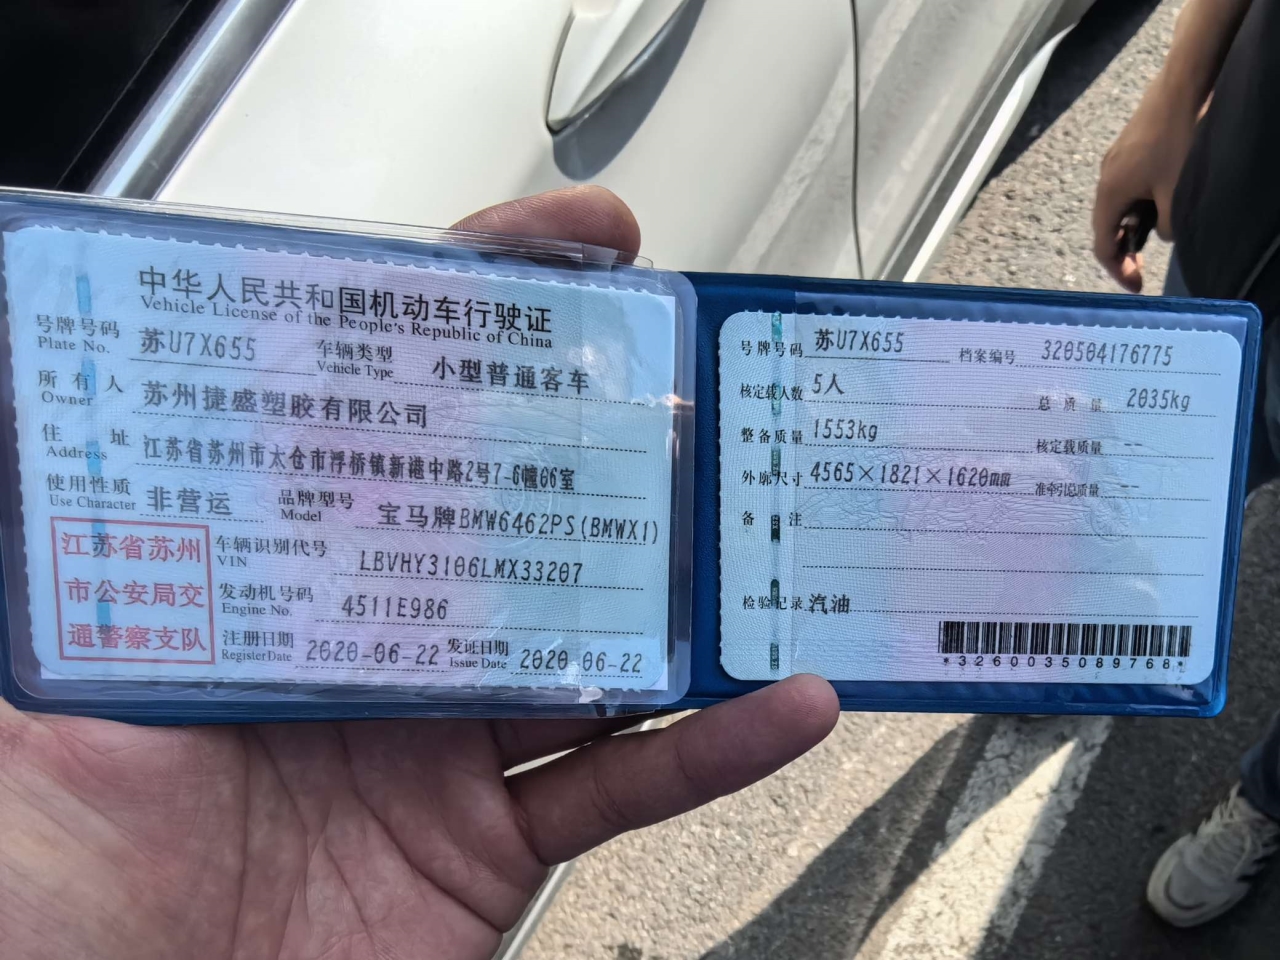 中华人民共和国机动车行驶证
Vehicle License of the People's Republic of China
号牌号码 苏U7X655 车辆类型 小型普通客车
Plate No. Vehicle Type
所有人 苏州捷盛塑胶有限公司
Owner
住址 江苏省苏州市太仓市浮桥镇新港中路2号7-6幢06室
Address
使用性质 非营运 品牌型号 宝马牌BMW6462PS(BMWX1)
Use Character Model
江苏省苏州
市公安局交
通警察支队
车辆识别代号 LBVHY3106LMX33207
VIN
发动机号码 4511E986
Engine No.
注册日期 2020-06-22 发证日期 2020-06-22
Register Date Issue Date
号牌号码 苏U7X655 档案编号 320504176775
核定载人数 5人 总质量 2035kg
整备质量 1553kg 核定载质量 --
外廓尺寸 4565×1821×1620mm 准牵引总质量 --
备注
检验记录 汽油
*3260035089768*